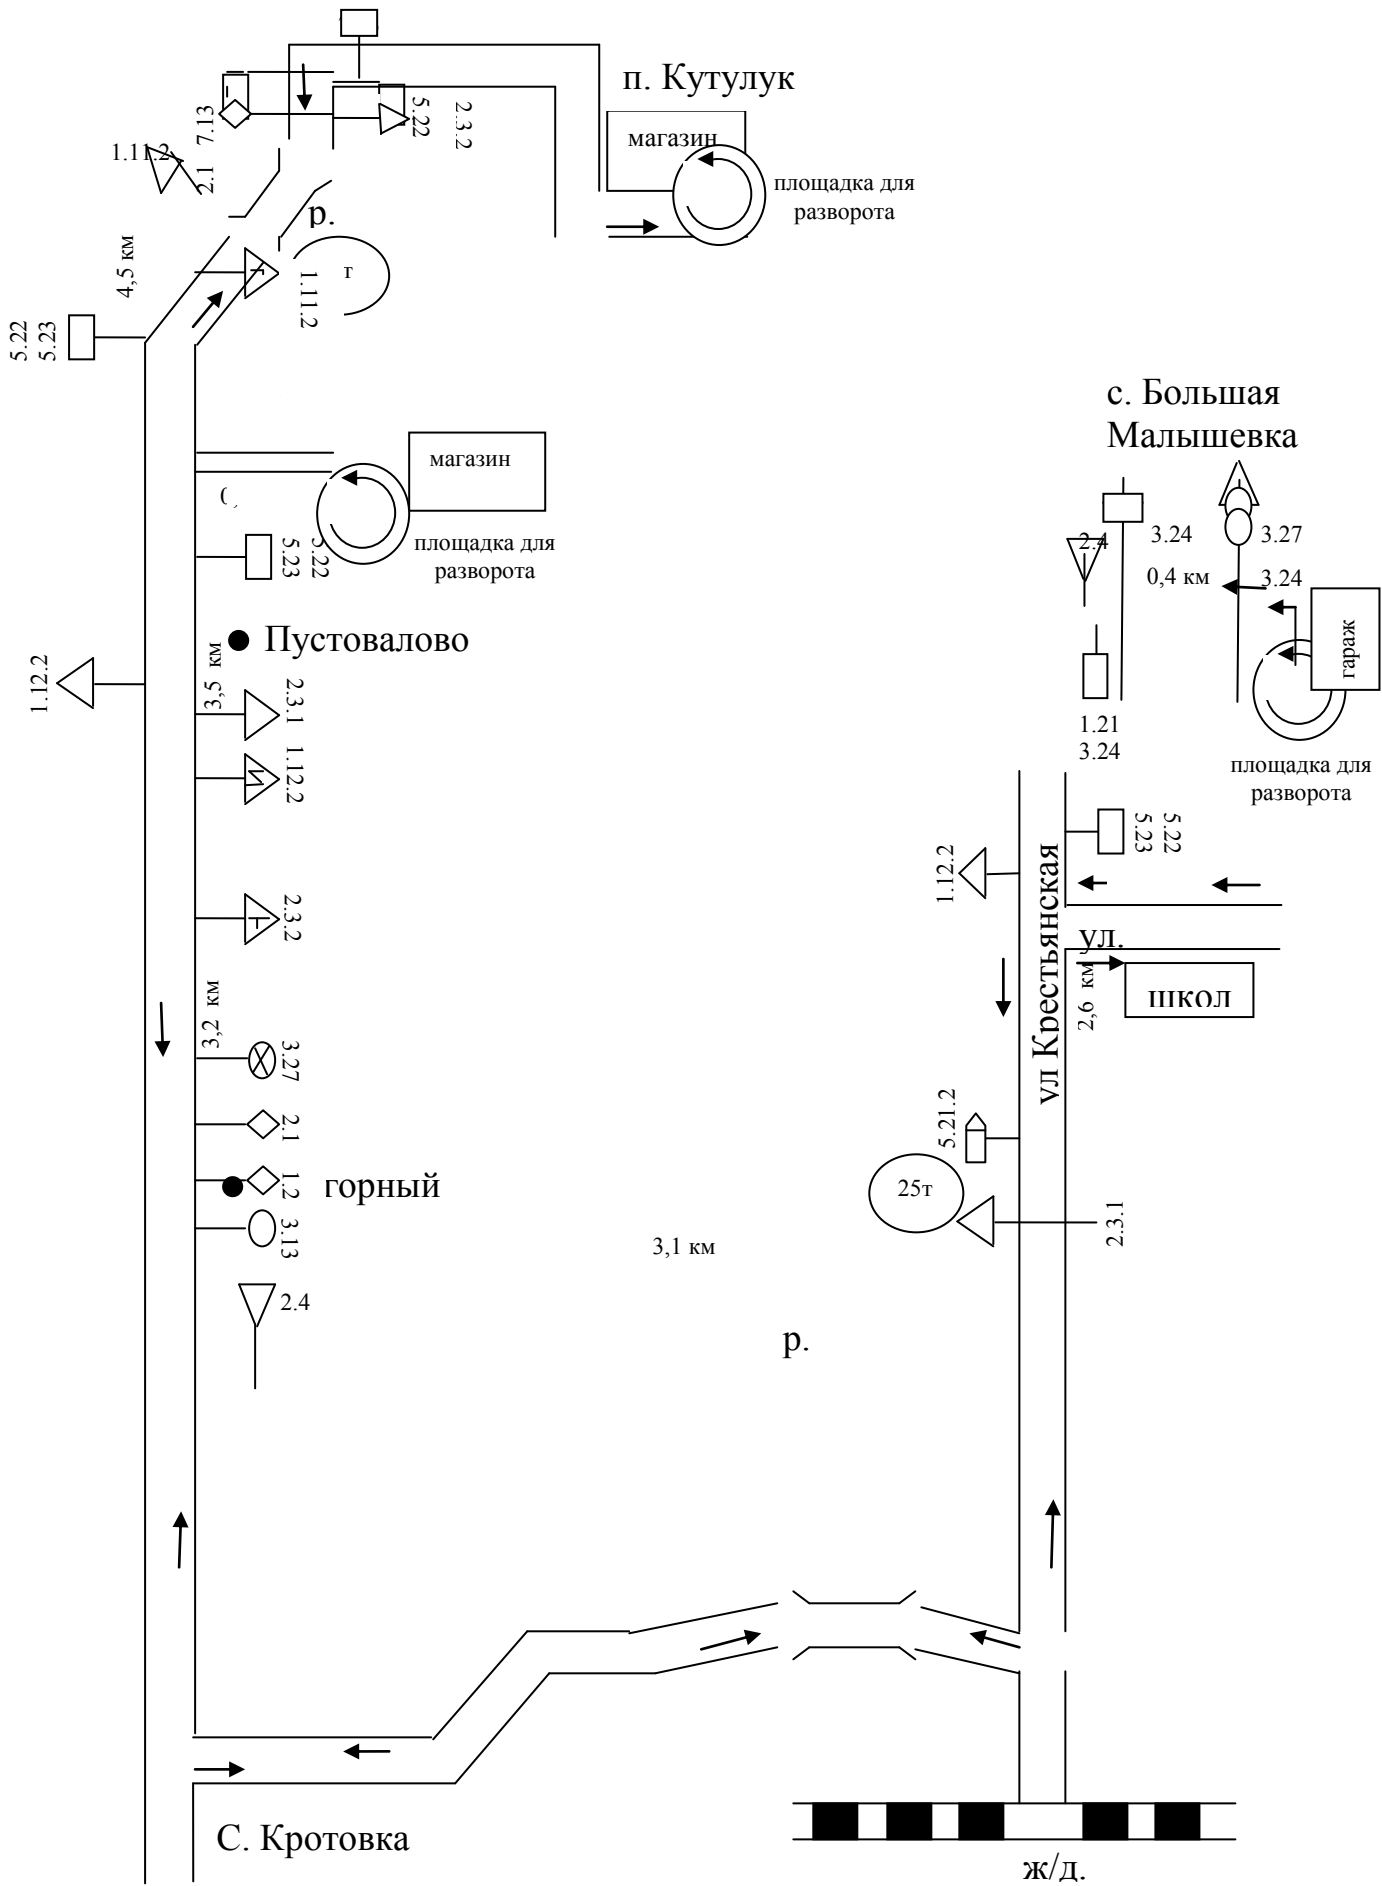 п. Кутулук
7.13
5.22
2.3.2
магазин
1.11.2
2.1
площадка для
разворота
р.
4,5 км
т
1.11.2
5.22
5.23
с. Большая
Малышевка
магазин
2.4
3.24
3.27
площадка для
разворота
5.23
5.22
0,4 км
3.24
Пустовалово
гараж
1.12.2
3,5 км
2.3.1
1.21
3.24
И
1.12.2
площадка для
разворота
5.23
5.22
1.12.2
ул Крестьянская
2.3.2
ул.
2,6 км
школ
3,2 км
3.27
2.1
5.21.2
1.2
горный
25т
3.13
2.3.1
3,1 км
2.4
р.
С. Кротовка
ж/д.